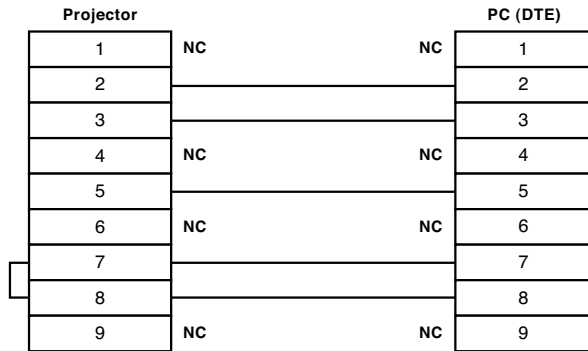 Projector PC (DTE)
1 NC NC 1
2 2
3 3
4 NC NC 4
5 5
6 NC NC 6
7 7
8 8
9 NC NC 9